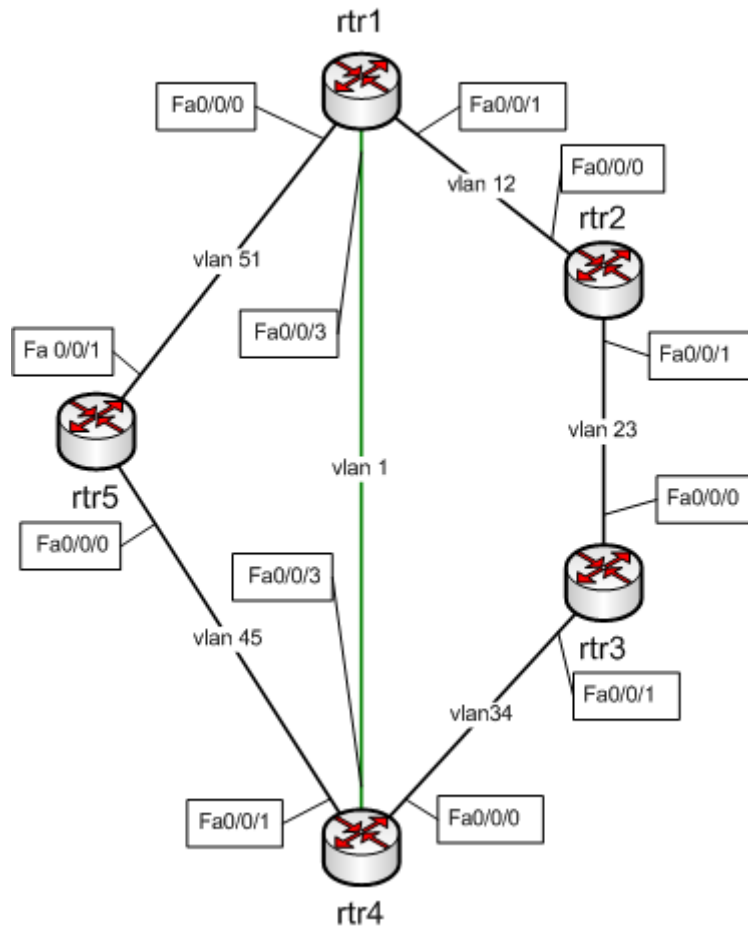 rtr1
Fa0/0/0
Fa0/0/1
Fa0/0/0
vlan 12
rtr2
vlan 51
Fa0/0/3
Fa 0/0/1
Fa0/0/1
vlan 23
vlan 1
rtr5
Fa0/0/0
Fa0/0/0
Fa0/0/3
vlan 45
rtr3
Fa0/0/1
vlan34
Fa0/0/1
Fa0/0/0
rtr4